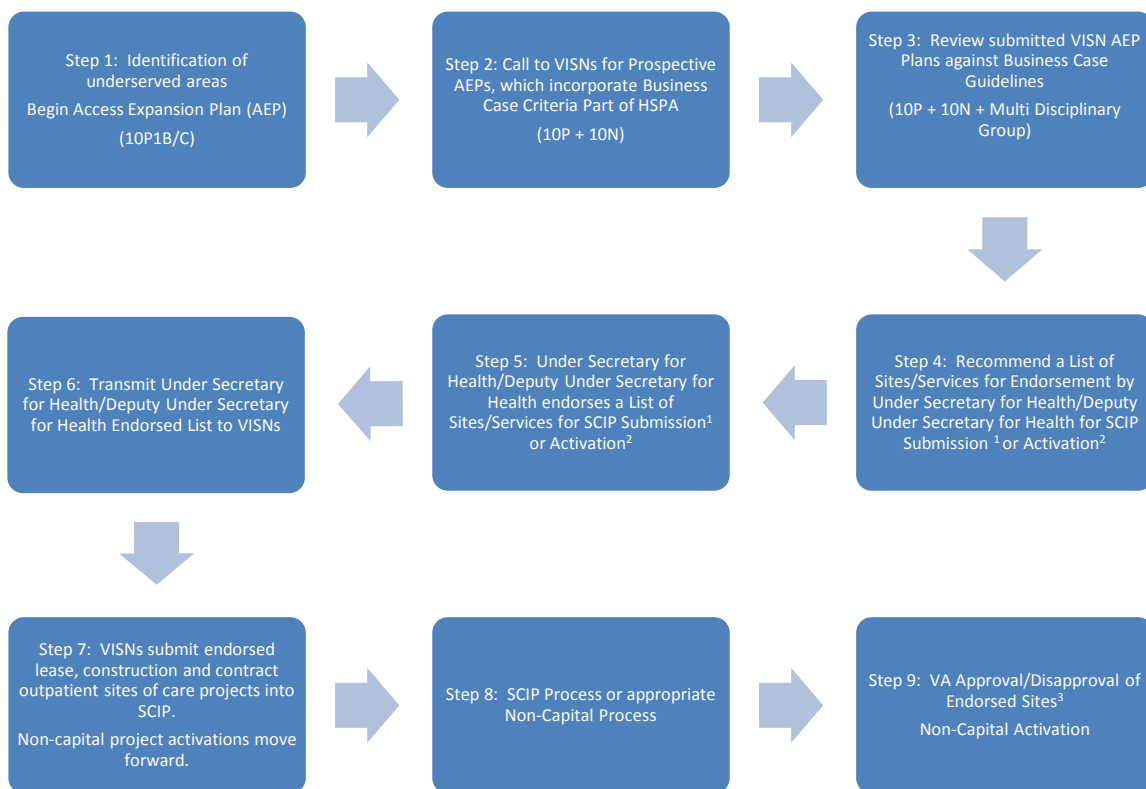 Step 1:  Identification of
underserved areas
Begin Access Expansion Plan (AEP)
(10P1B/C)
Step 2: Call to VISNs for Prospective
AEPs, which incorporate Business
Case Criteria Part of HSPA
(10P + 10N)
Step 3:  Review submitted VISN AEP
Plans against Business Case
Guidelines
(10P + 10N + Multi Disciplinary
Group)
Step 4:  Recommend a List of
Sites/Services for Endorsement by
Under Secretary for Health/Deputy
Under Secretary for Health for SCIP
Submission ¹ or Activation²
Step 5:  Under Secretary for
Health/Deputy Under Secretary for
Health endorses a List of
Sites/Services for SCIP Submission¹
or Activation²
Step 6:  Transmit Under Secretary
for Health/Deputy Under Secretary
for Health Endorsed List to VISNs
Step 7:  VISNs submit endorsed
lease, construction and contract
outpatient sites of care projects into
SCIP.
Non-capital project activations move
forward.
Step 8:  SCIP Process or appropriate
Non-Capital Process
Step 9:  VA Approval/Disapproval of
Endorsed Sites³
Non-Capital Activation